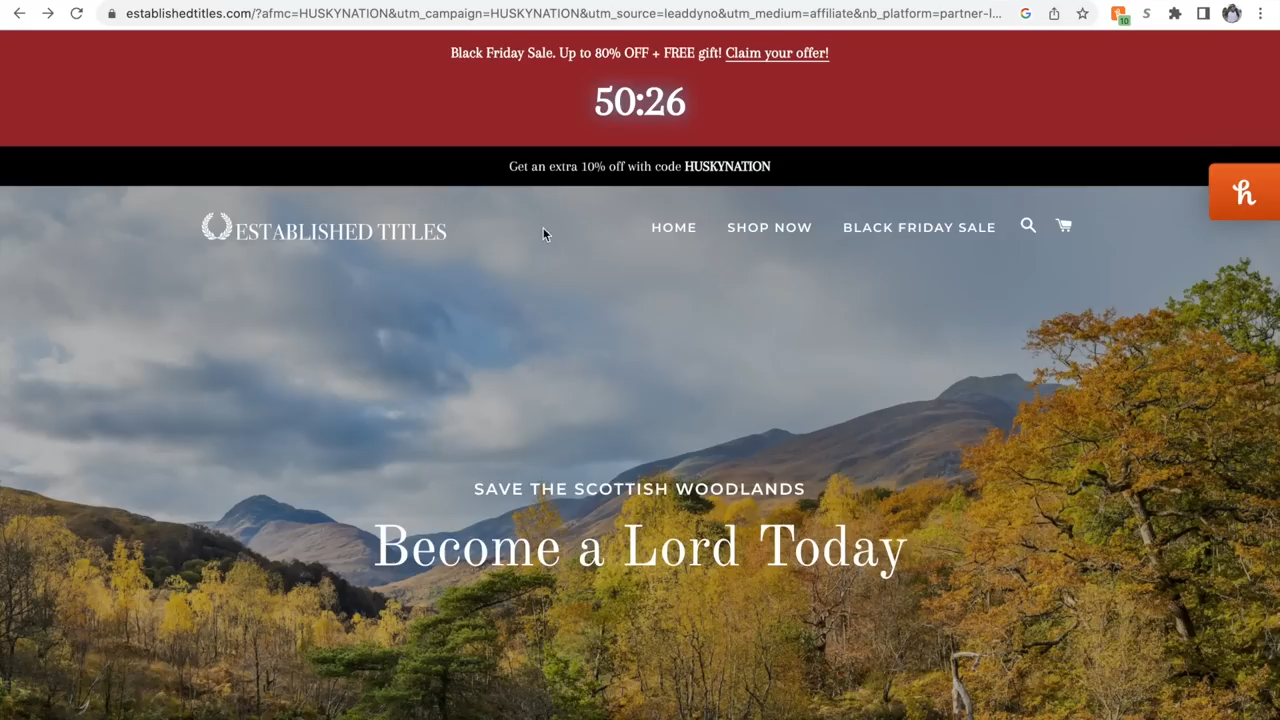 establishedtitles.com/?afmc=HUSKYNATION&utm_campaign=HUSKYNATION&utm_source=leaddyno&utm_medium=affiliate&nb_platform=partner-l...
10
Black Friday Sale. Up to 80% OFF + FREE gift! Claim your offer!
50:26
Get an extra 10% off with code HUSKYNATION
ESTABLISHED TITLES
HOME SHOP NOW BLACK FRIDAY SALE
SAVE THE SCOTTISH WOODLANDS
Become a Lord Today